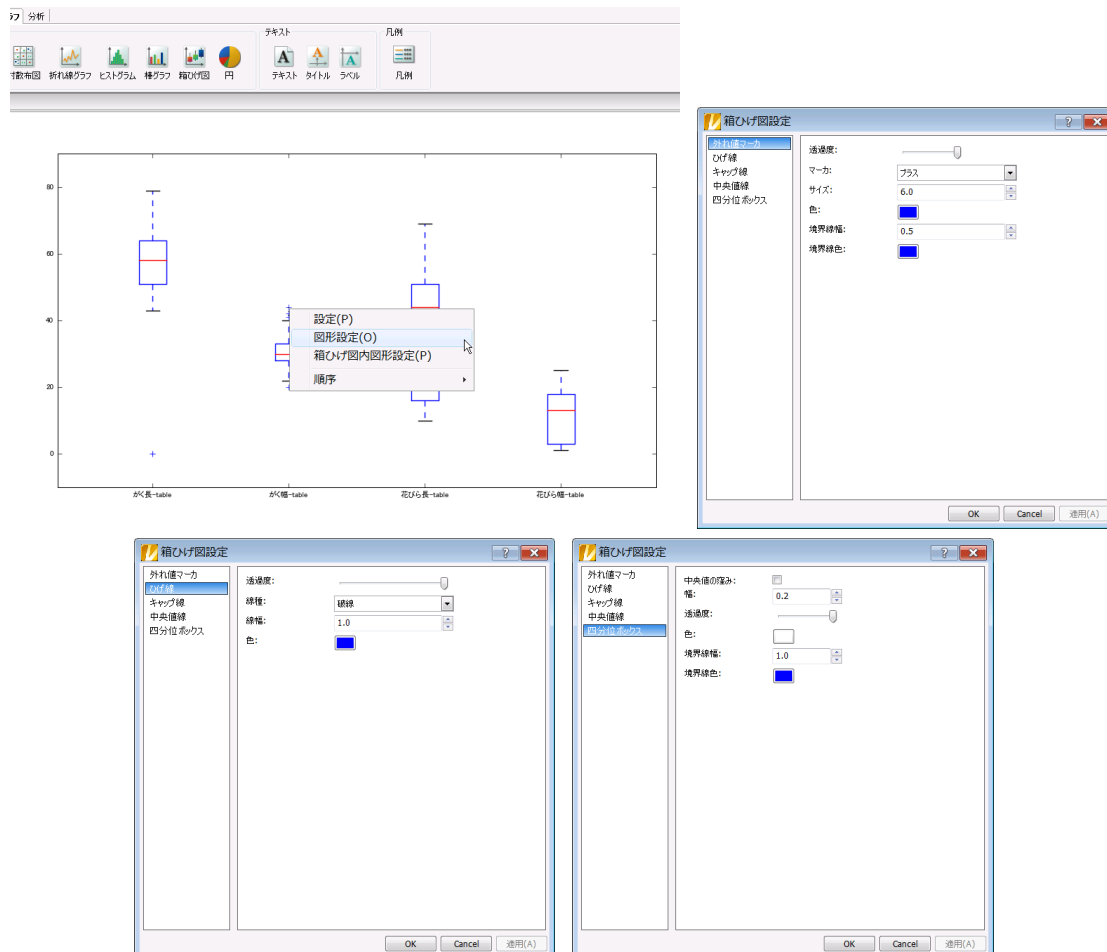 分析
テキスト
凡例
折れ線グラフ
ヒストグラム
棒グラフ
箱ひげ図
円
テキスト
タイトル
ラベル
凡例
80
60
40
20
0
がく長-table
がく幅-table
花びら長-table
花びら幅-table
設定(P)
図形設定(O)
箱ひげ図内図形設定(P)
順序
箱ひげ図設定
外れ値マーカ
ひげ線
キャップ線
中央値線
四分位ボックス
透過度:
マーカ: プラス
サイズ: 6.0
色:
境界線幅: 0.5
境界線色:
OK Cancel 適用(A)
箱ひげ図設定
外れ値マーカ
ひげ線
キャップ線
中央値線
四分位ボックス
透過度:
線種: 破線
線幅: 1.0
色:
OK Cancel 適用(A)
箱ひげ図設定
外れ値マーカ
ひげ線
キャップ線
中央値線
四分位ボックス
中央値の窪み:
幅: 0.2
透過度:
色:
境界線幅: 1.0
境界線色:
OK Cancel 適用(A)